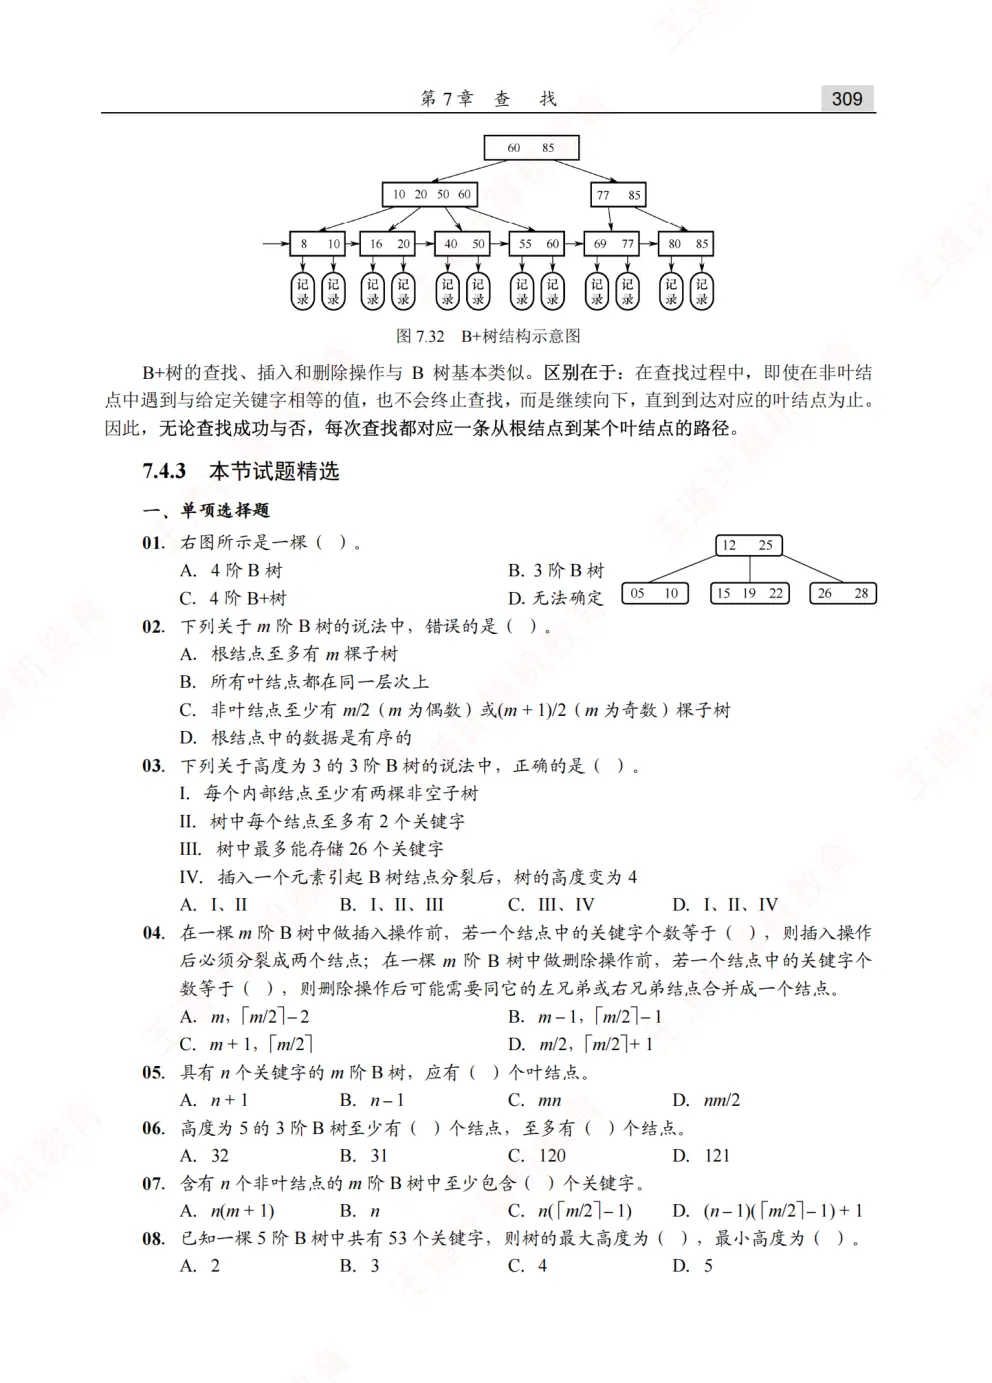 第 7 章 查 找
309
60 85
10 20 50 60
77 85
8 10 16 20 40 50 55 60 69 77 80 85
记录 记录 记录 记录 记录 记录 记录 记录 记录 记录 记录 记录
图 7.32 B+树结构示意图
B+树的查找、插入和删除操作与 B 树基本类似。区别在于：在查找过程中，即使在非叶结
点中遇到与给定关键字相等的值，也不会终止查找，而是继续向下，直到到达对应的叶结点为止。
因此，无论查找成功与否，每次查找都对应一条从根结点到某个叶结点的路径。
7.4.3 本节试题精选
一、单项选择题
01. 右图所示是一棵（ ）。
A. 4 阶 B 树 B. 3 阶 B 树
C. 4 阶 B+树 D. 无法确定
12 25
05 10 15 19 22 26 28
02. 下列关于 m 阶 B 树的说法中，错误的是（ ）。
A. 根结点至多有 m 棵子树
B. 所有叶结点都在同一层次上
C. 非叶结点至少有 m/2（m 为偶数）或(m + 1)/2（m 为奇数）棵子树
D. 根结点中的数据是有序的
03. 下列关于高度为 3 的 3 阶 B 树的说法中，正确的是（ ）。
I. 每个内部结点至少有两棵非空子树
II. 树中每个结点至多有 2 个关键字
III. 树中最多能存储 26 个关键字
IV. 插入一个元素引起 B 树结点分裂后，树的高度变为 4
A. I、II B. I、II、III C. III、IV D. I、II、IV
04. 在一棵 m 阶 B 树中做插入操作前，若一个结点中的关键字个数等于（ ），则插入操作
后必须分裂成两个结点；在一棵 m 阶 B 树中做删除操作前，若一个结点中的关键字个
数等于（ ），则删除操作后可能需要同它的左兄弟或右兄弟结点合并成一个结点。
A. m，⌈m/2⌉ – 2 B. m – 1，⌈m/2⌉ – 1
C. m + 1，⌈m/2⌉ D. m/2，⌈m/2⌉ + 1
05. 具有 n 个关键字的 m 阶 B 树，应有（ ）个叶结点。
A. n + 1 B. n – 1 C. mn D. nm/2
06. 高度为 5 的 3 阶 B 树至少有（ ）个结点，至多有（ ）个结点。
A. 32 B. 31 C. 120 D. 121
07. 含有 n 个非叶结点的 m 阶 B 树中至少包含（ ）个关键字。
A. n(m + 1) B. n C. n(⌈m/2⌉ – 1) D. (n – 1)(⌈m/2⌉ – 1) + 1
08. 已知一棵 5 阶 B 树中共有 53 个关键字，则树的最大高度为（ ），最小高度为（ ）。
A. 2 B. 3 C. 4 D. 5